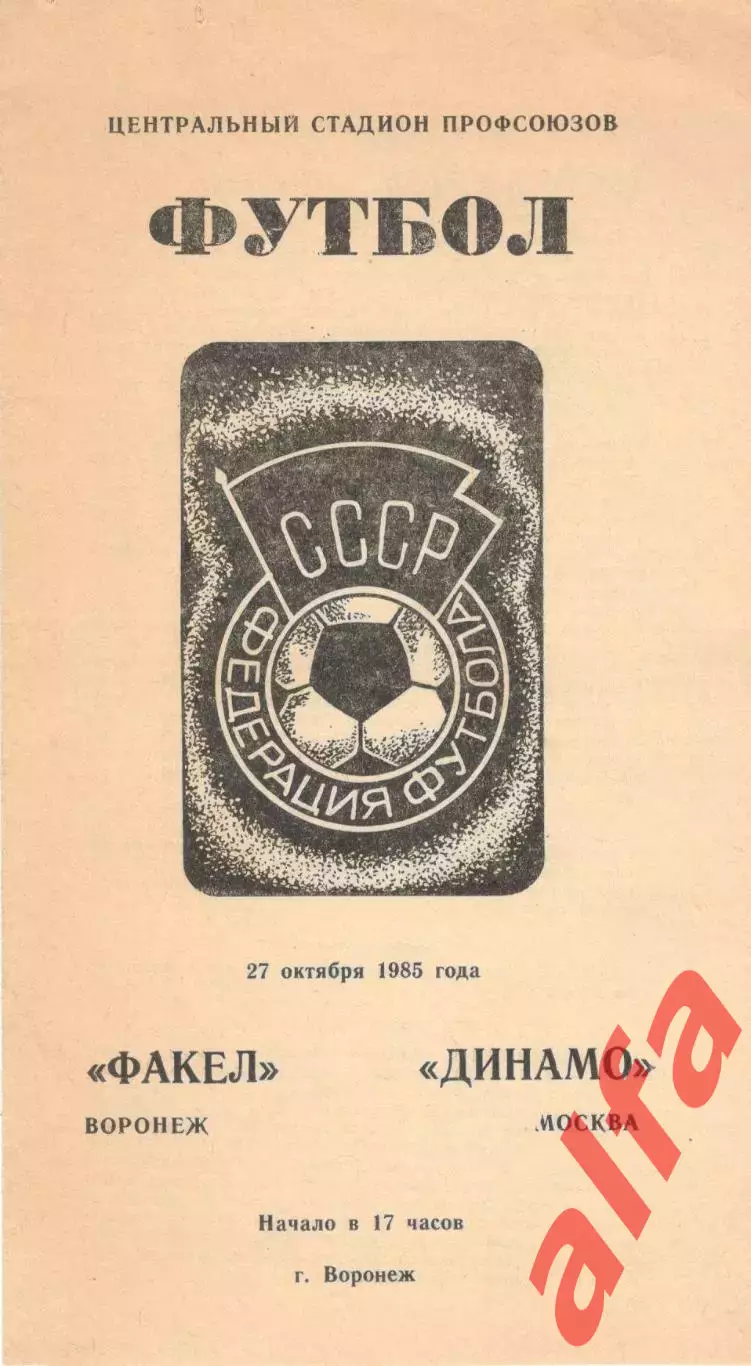 ЦЕНТРАЛЬНЫЙ СТАДИОН ПРОФСОЮЗОВ
ФУТБОЛ
СССР
ФЕДЕРАЦИЯ ФУТБОЛА
27 октября 1985 года
«ФАКЕЛ» «ДИНАМО»
ВОРОНЕЖ МОСКВА
Начало в 17 часов
г. Воронеж
alfa